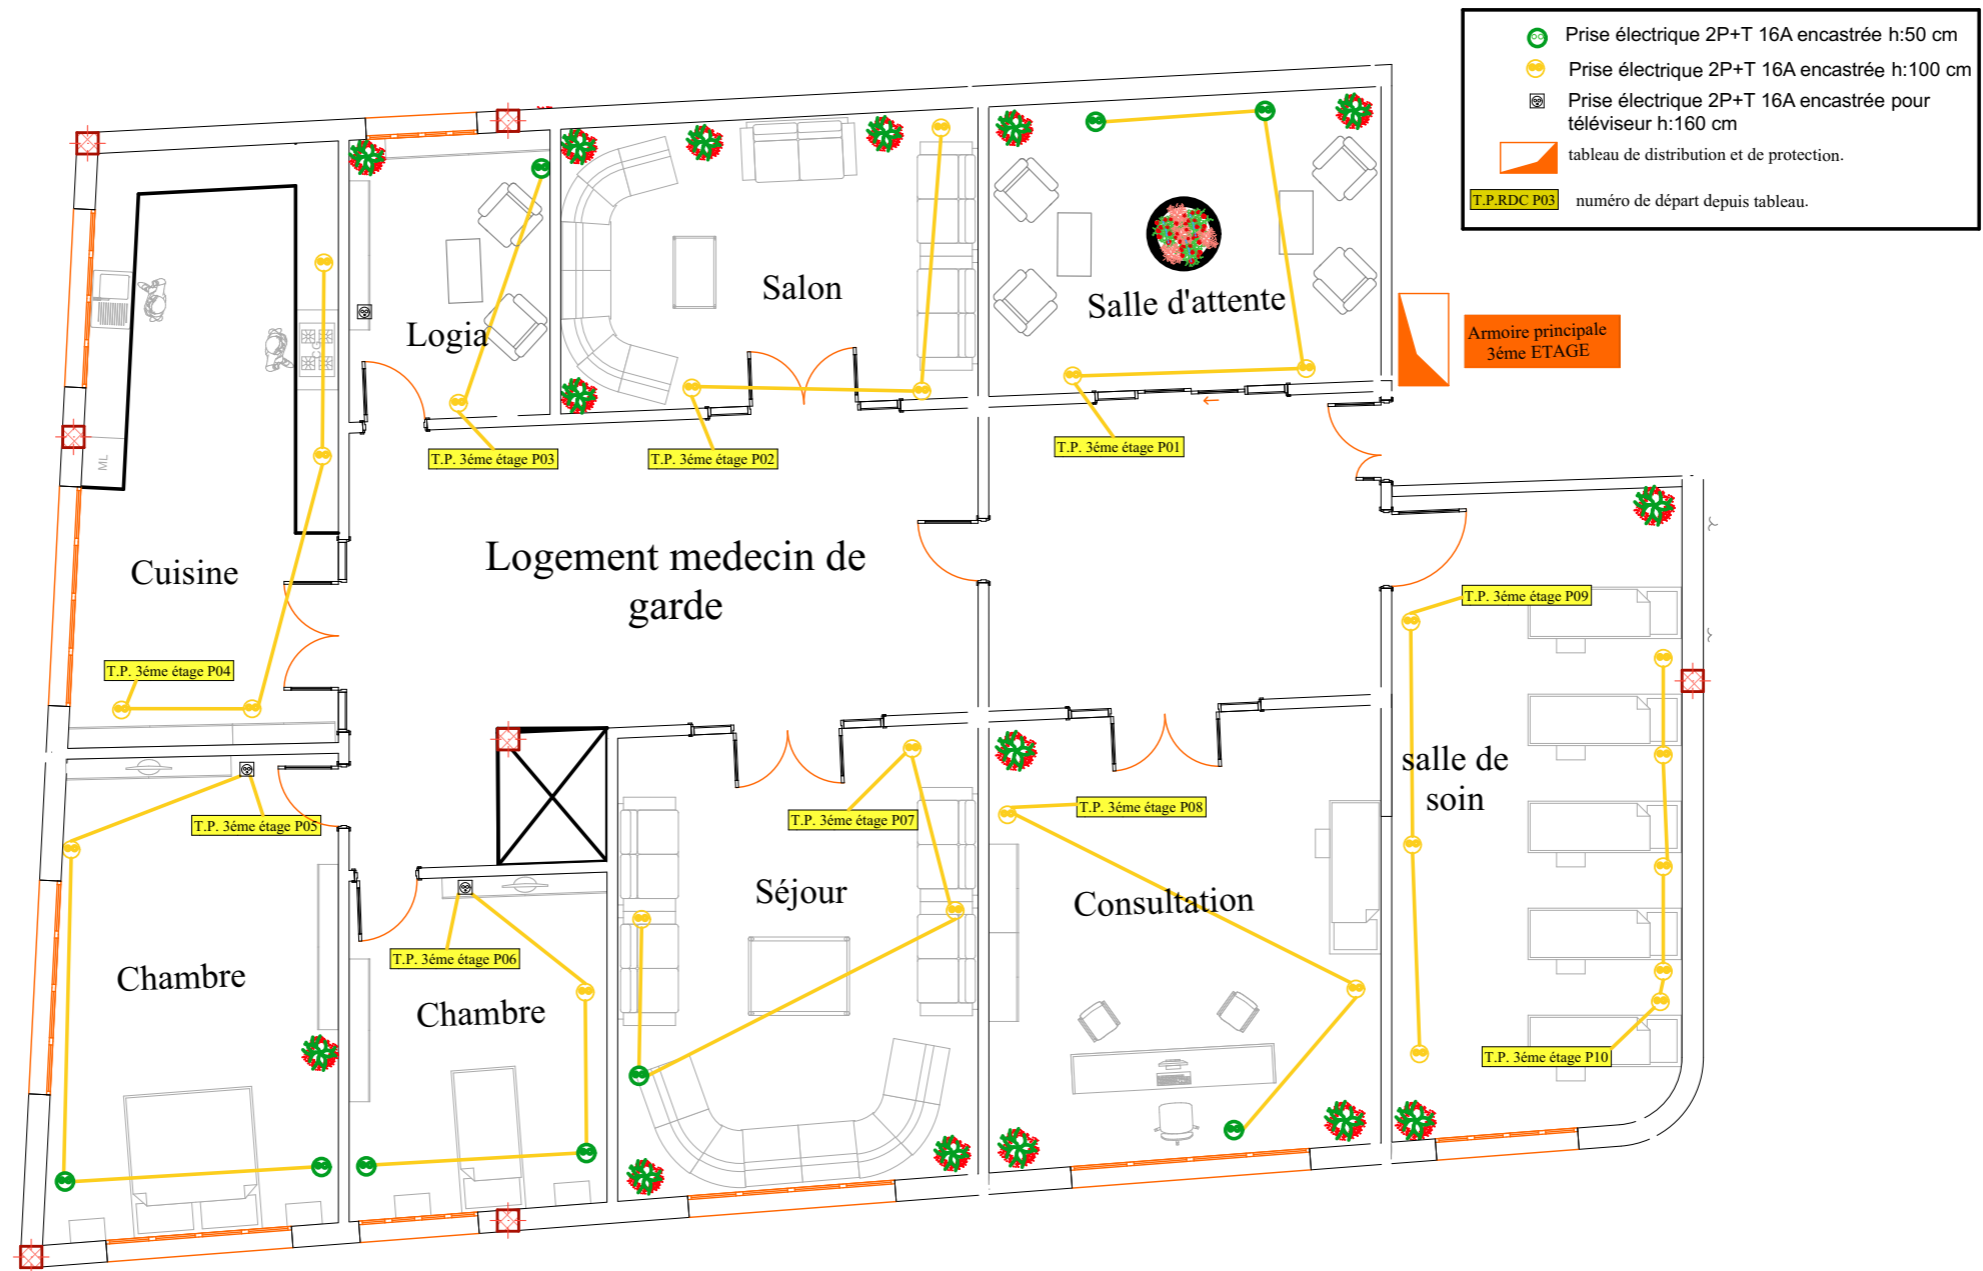 Prise électrique 2P+T 16A encastrée h:50 cm
Prise électrique 2P+T 16A encastrée h:100 cm
Prise électrique 2P+T 16A encastrée pour
téléviseur h:160 cm
tableau de distribution et de protection.
T.P.RDC P03 numéro de départ depuis tableau.
Salon
Salle d'attente
Logia
Armoire principale
3éme ETAGE
CG
ML
T.P. 3éme étage P03
T.P. 3éme étage P02
T.P. 3éme étage P01
Cuisine
Logement medecin de
garde
T.P. 3éme étage P09
T.P. 3éme étage P04
salle de
soin
T.P. 3éme étage P05
T.P. 3éme étage P07
T.P. 3éme étage P08
Séjour
Consultation
T.P. 3éme étage P06
Chambre
Chambre
T.P. 3éme étage P10